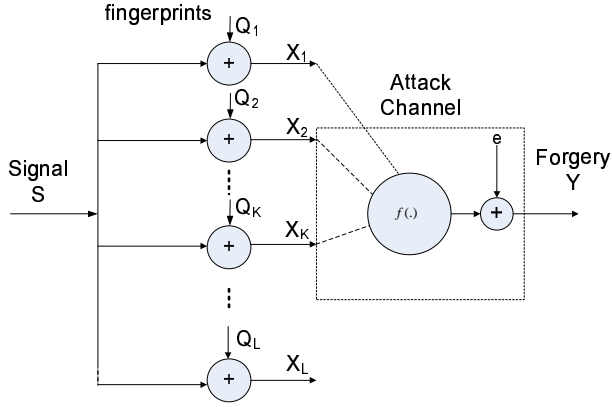 fingerprints
Q1
+
X1
Q2
+
X2
Attack
Channel
Signal
S
e
Forgery
Y
f(.)
+
QK
+
XK
QL
+
XL